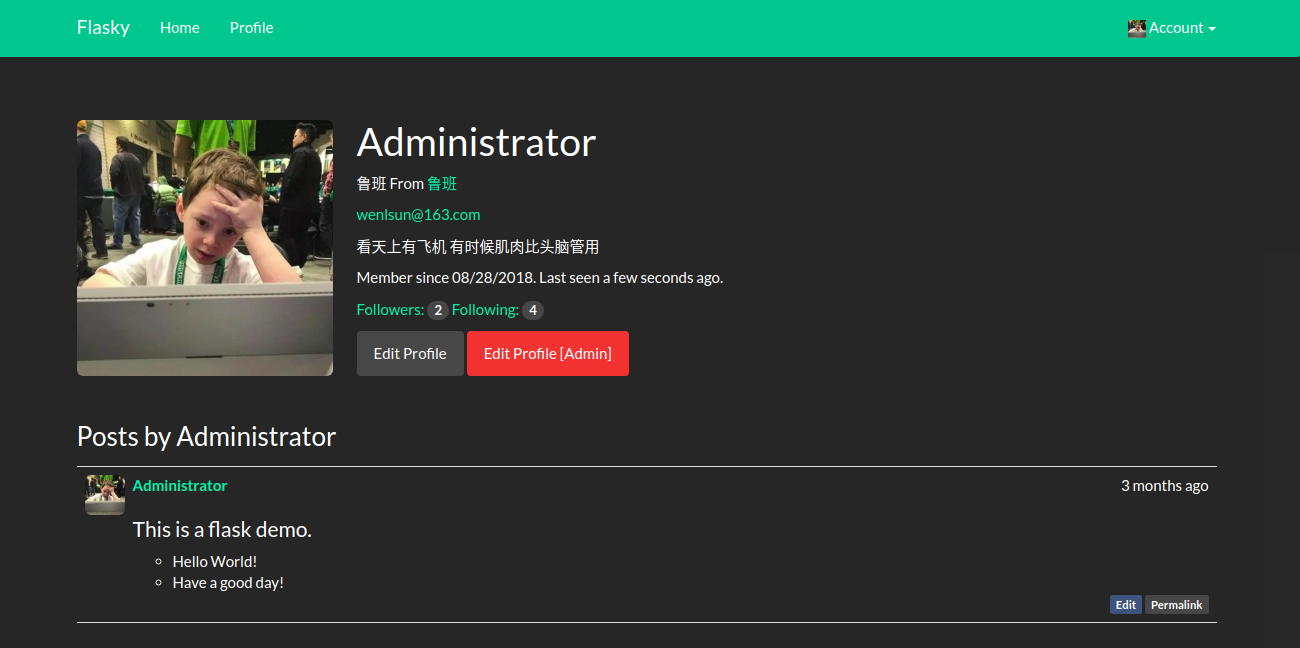 Flasky Home Profile Account
Administrator
鲁班 From 鲁班
wenlsun@163.com
看天上有飞机 有时候肌肉比头脑管用
Member since 08/28/2018. Last seen a few seconds ago.
Followers: 2 Following: 4
Edit Profile Edit Profile [Admin]
Posts by Administrator
Administrator 3 months ago
This is a flask demo.
Hello World!
Have a good day!
Edit Permalink